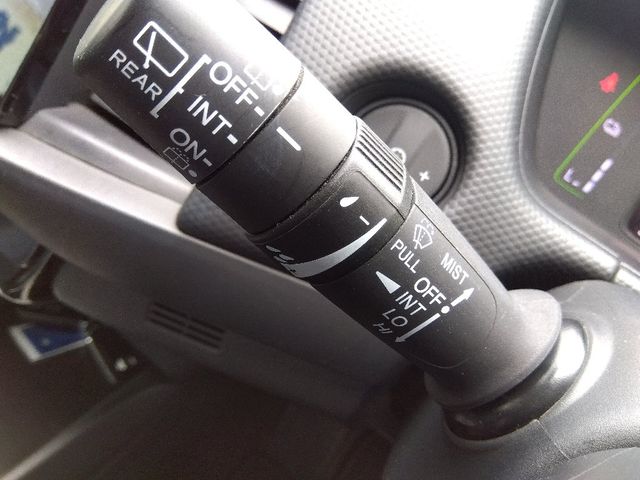 REAR
OFF
INT
ON
+
PULL
MIST
OFF
INT
LO
HI